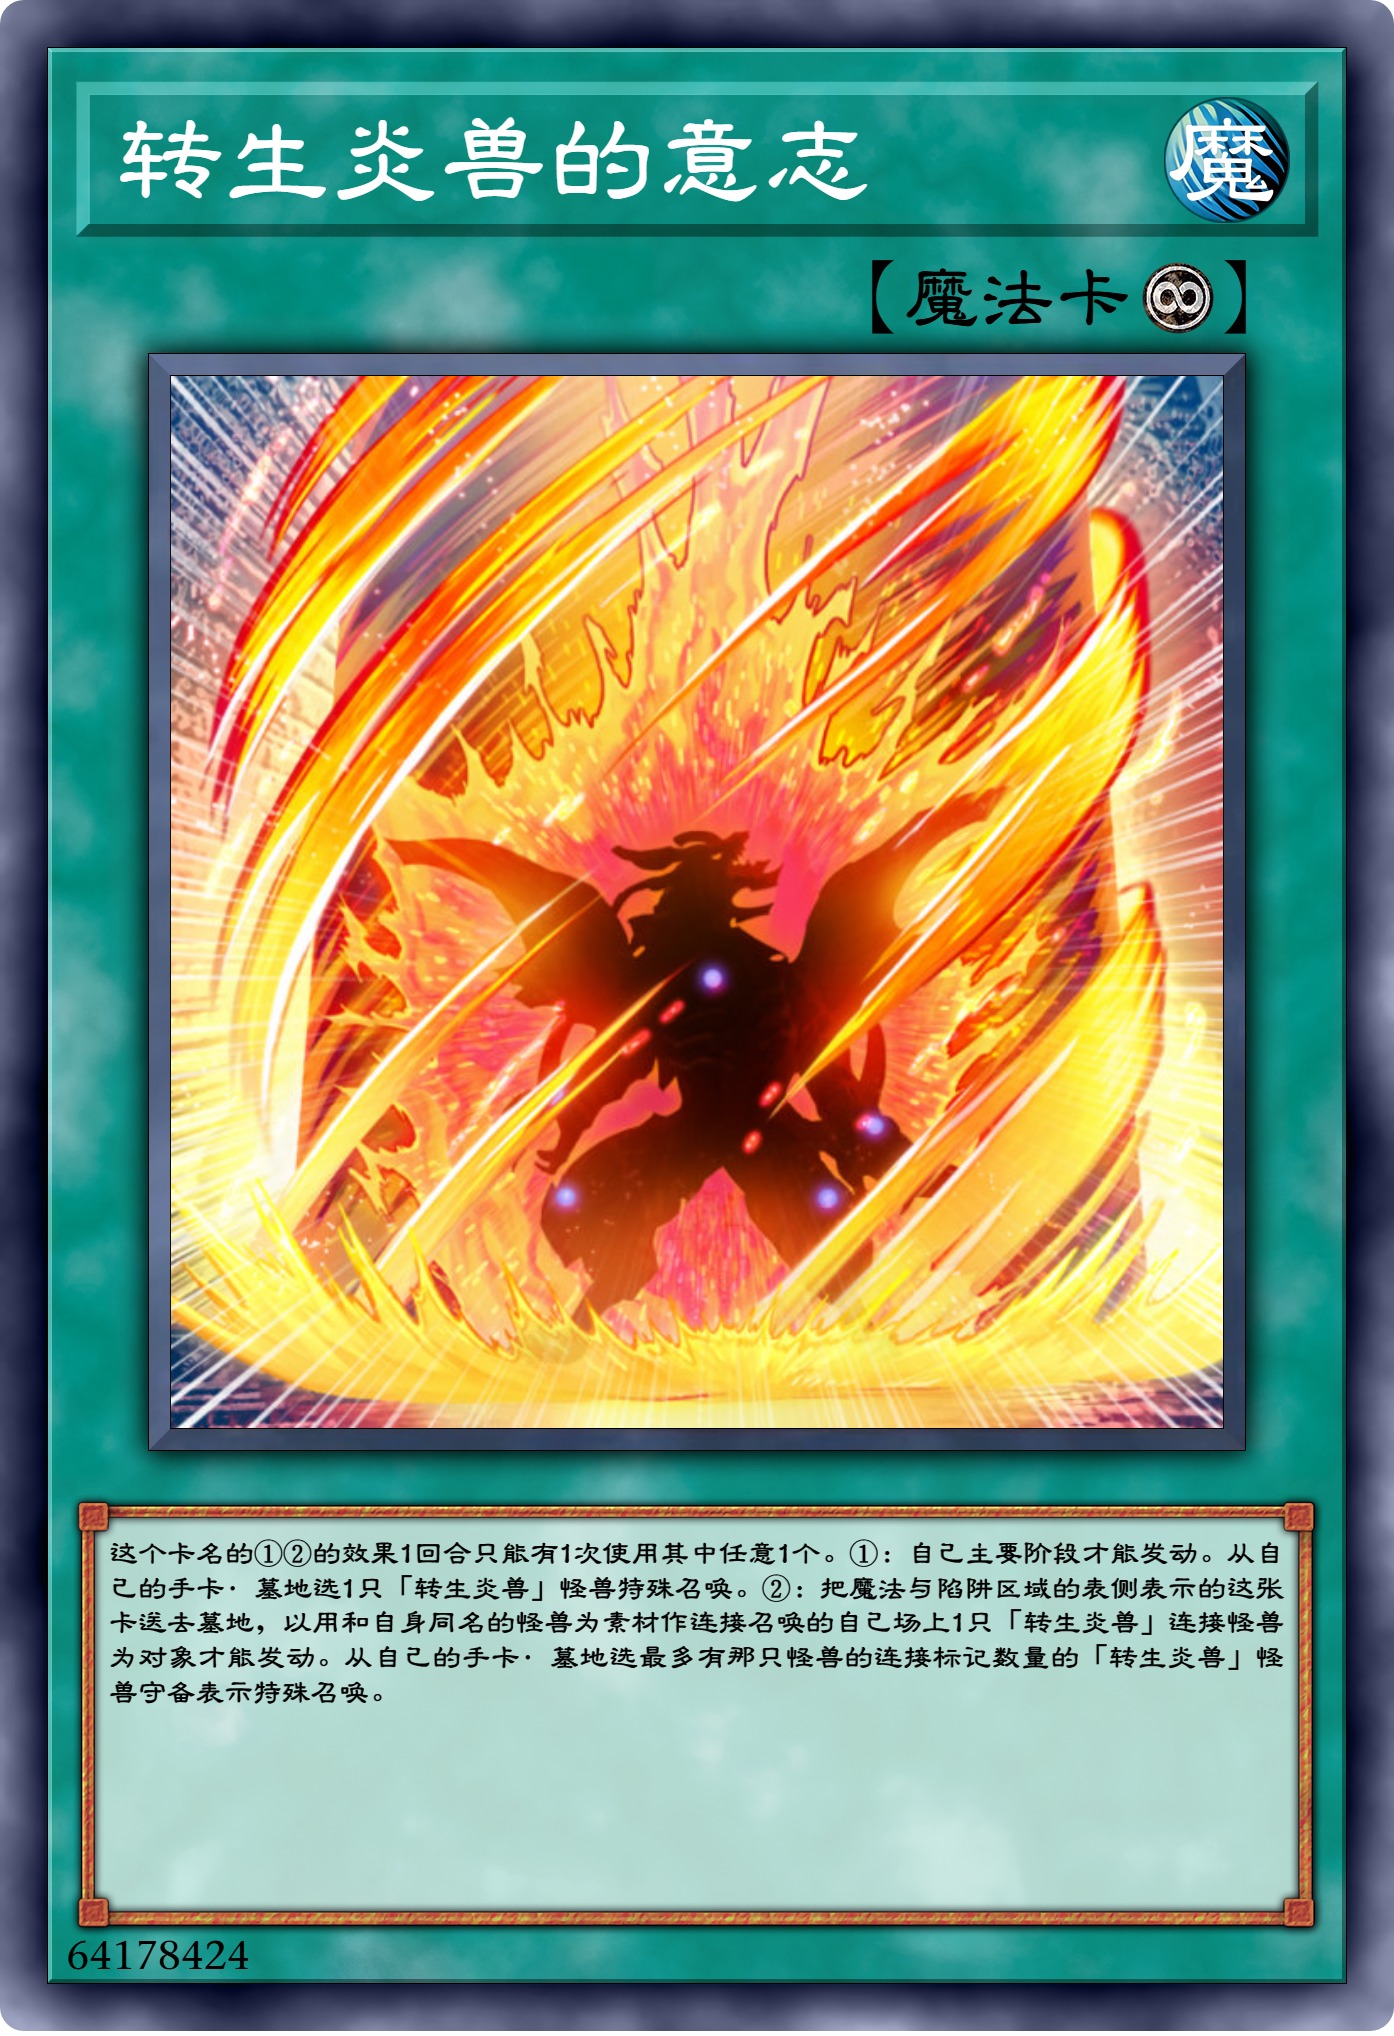 转生炎兽的意志
魔
【魔法卡】
这个卡名的①②的效果1回合只能有1次使用其中任意1个。①：自己主要阶段才能发动。从自
己的手卡·墓地选1只「转生炎兽」怪兽特殊召唤。②：把魔法与陷阱区域的表侧表示的这张
卡送去墓地，以用和自身同名的怪兽为素材作连接召唤的自己场上1只「转生炎兽」连接怪兽
为对象才能发动。从自己的手卡·墓地选最多有那只怪兽的连接标记数量的「转生炎兽」怪
兽守备表示特殊召唤。
64178424